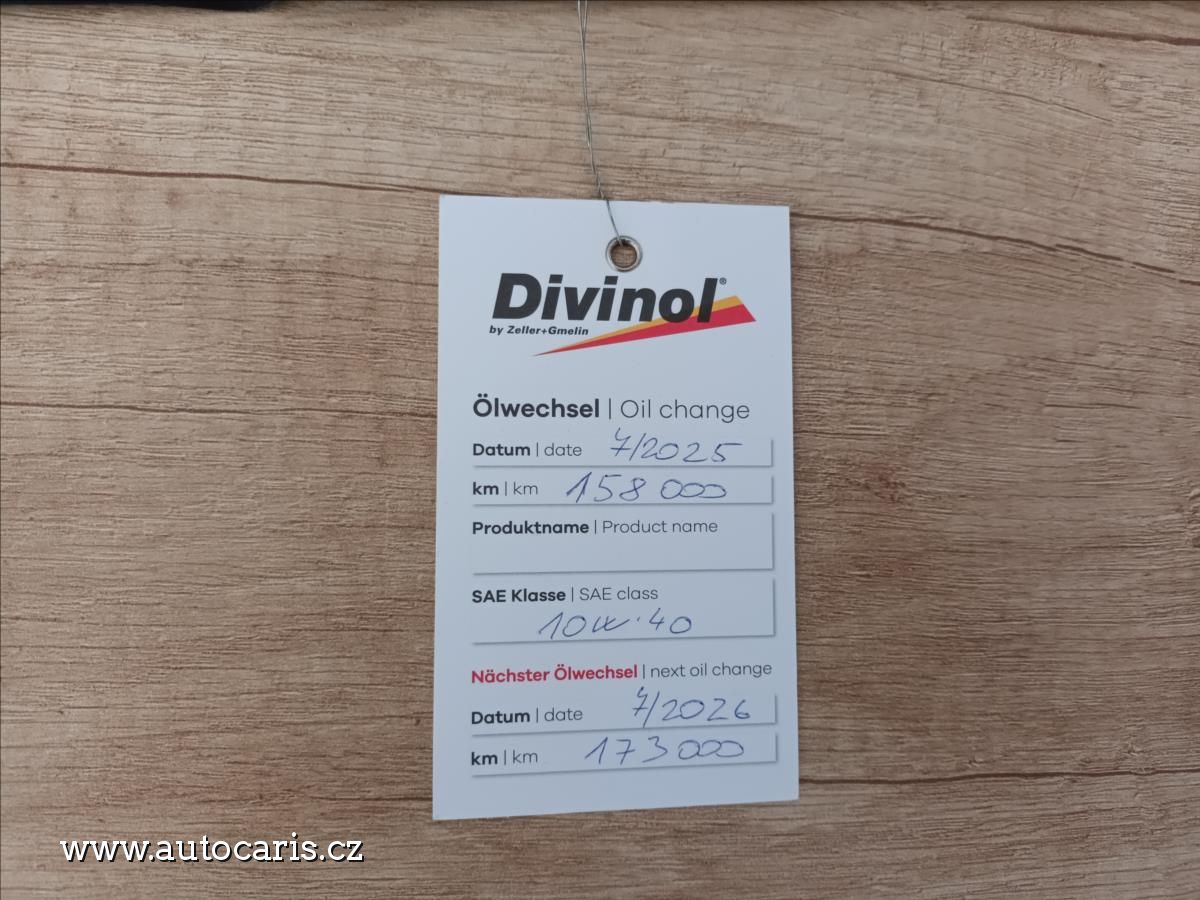 Divinol®
by Zeller+Gmelin
Ölwechsel | Oil change
Datum | date 7/2025
km | km 158 000
Produktname | Product name
SAE Klasse | SAE class
10W-40
Nächster Ölwechsel | next oil change
Datum | date 7/2026
km | km 173 000
www.autocaris.cz